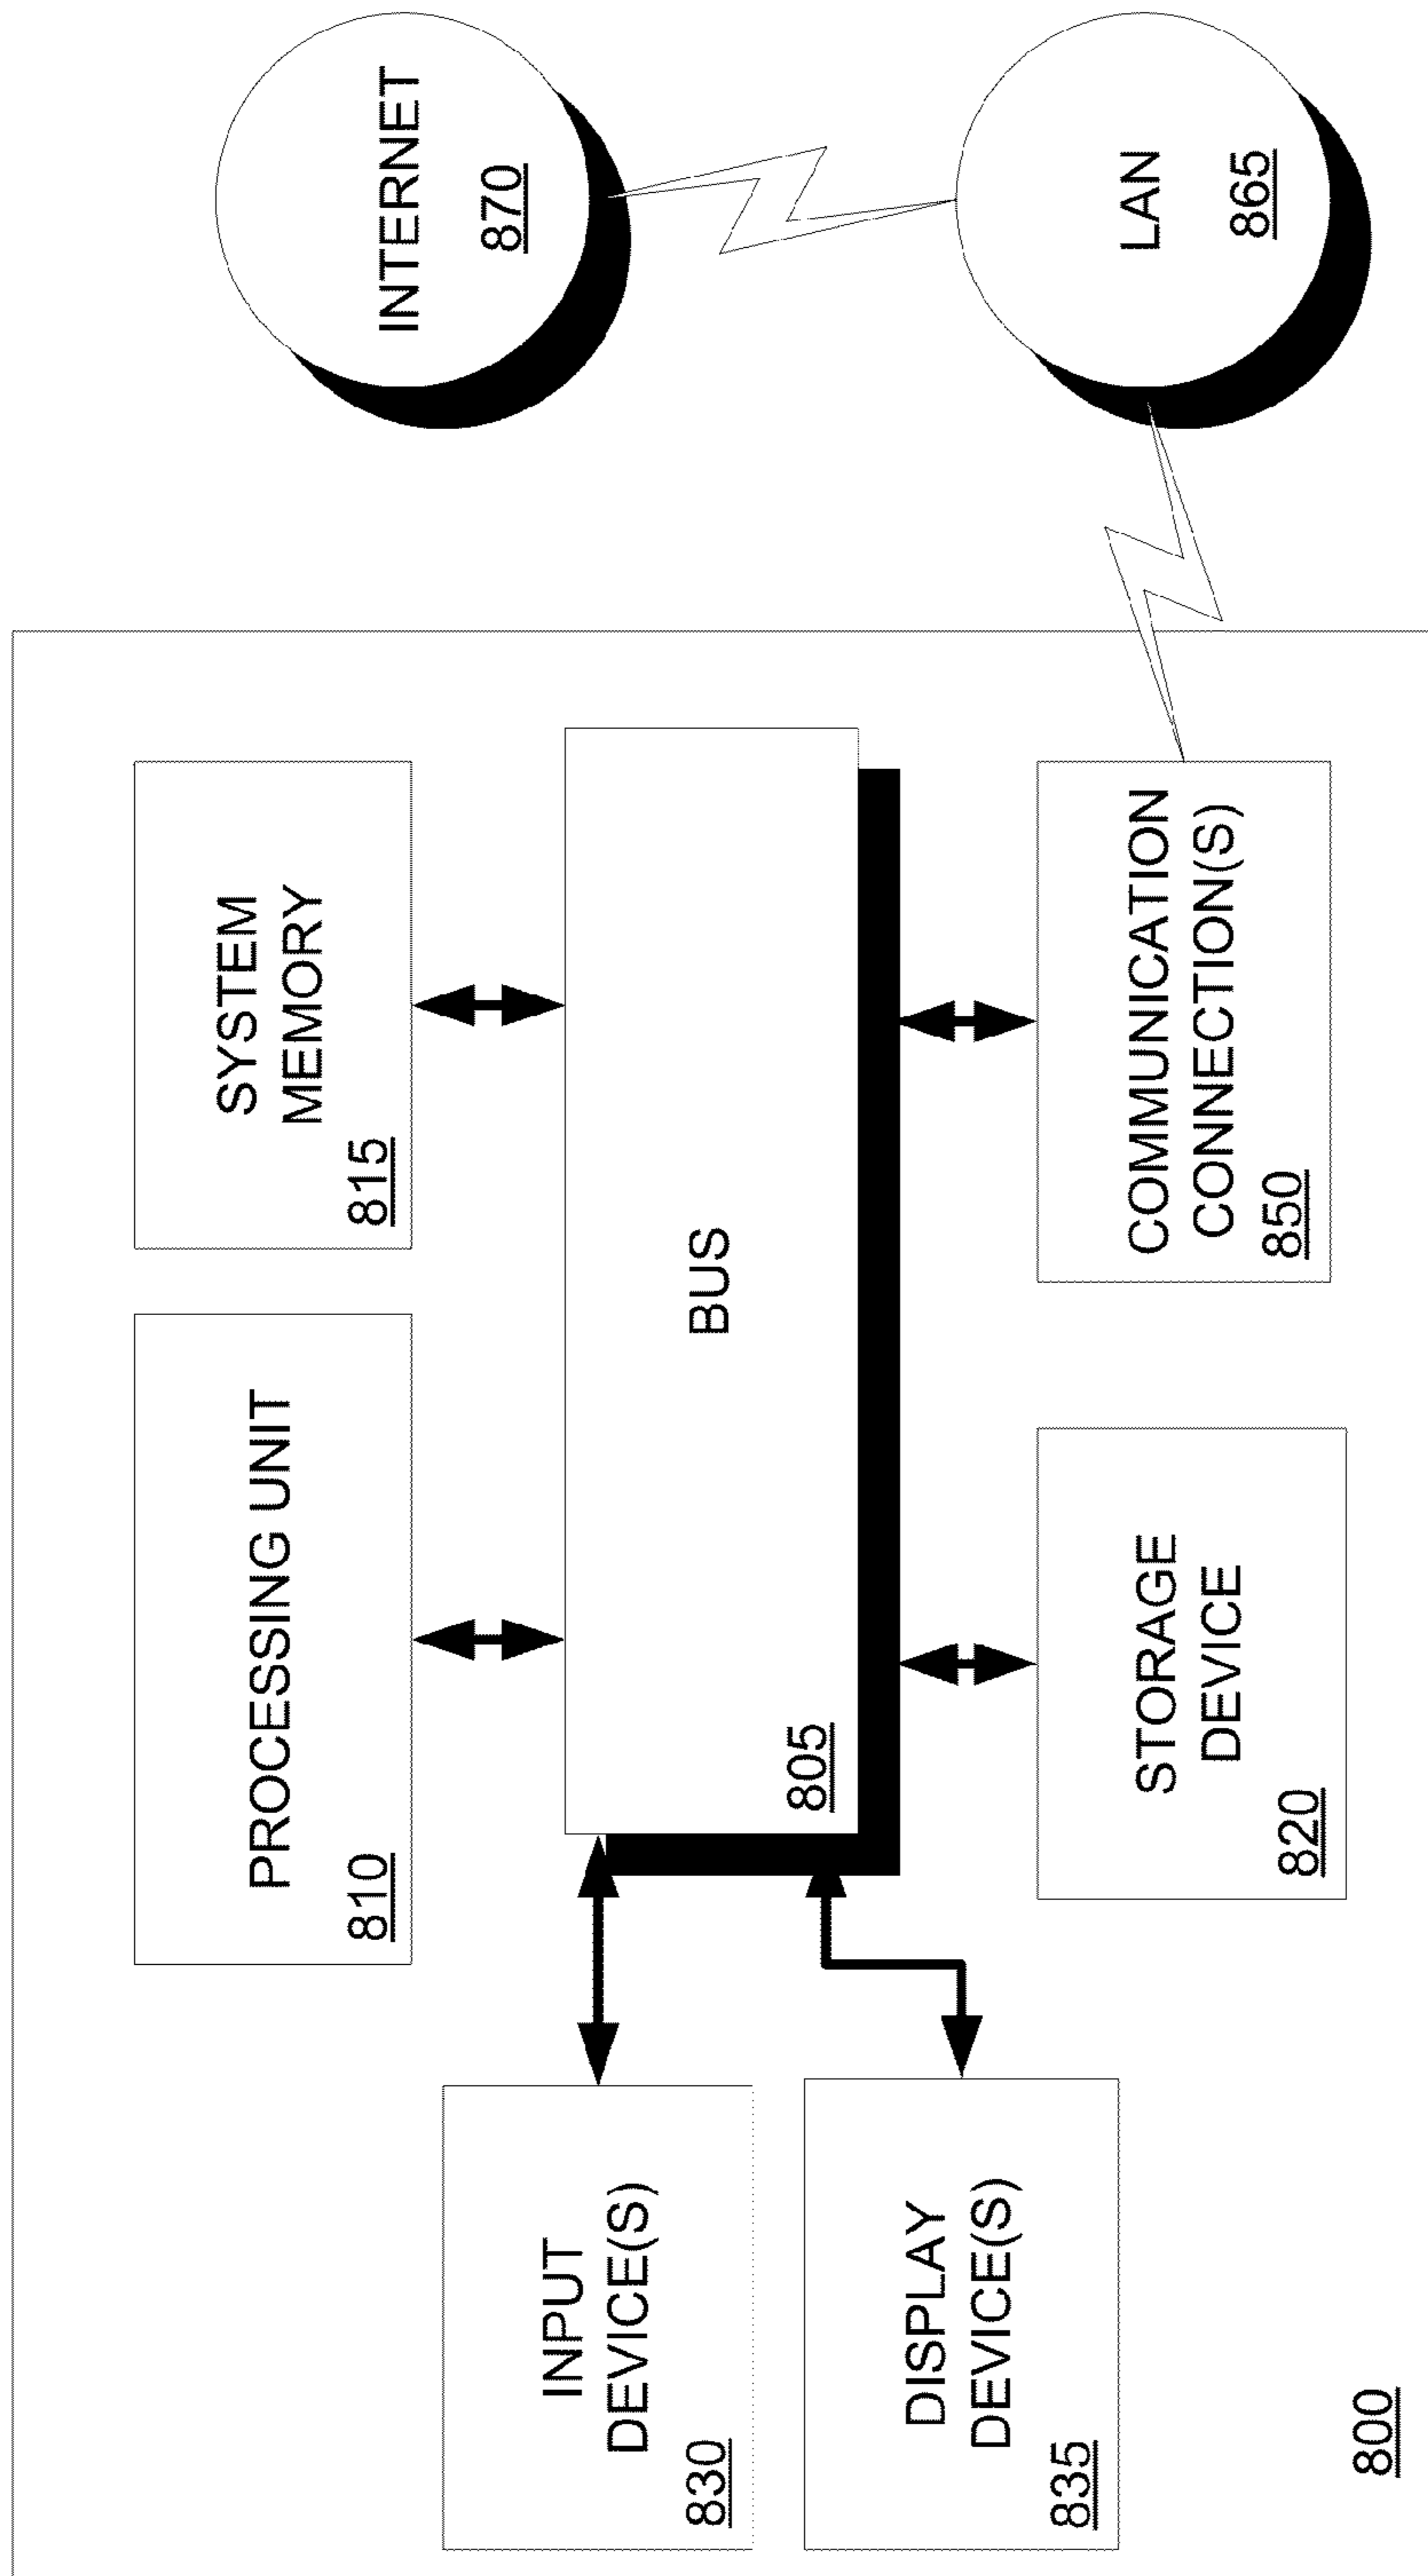 PROCESSING UNIT
810
SYSTEM
MEMORY
815
INTERNET
870
INPUT
DEVICE(S)
830
BUS
805
DISPLAY
DEVICE(S)
835
STORAGE
DEVICE
820
COMMUNICATION
CONNECTION(S)
850
LAN
865
800